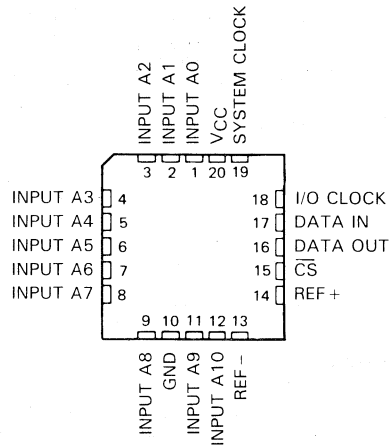 INPUT A2
INPUT A1
INPUT A0
VCC
SYSTEM CLOCK
3 2 1 20 19
INPUT A3 4
INPUT A4 5
INPUT A5 6
INPUT A6 7
INPUT A7 8
18 I/O CLOCK
17 DATA IN
16 DATA OUT
15 C̅S̅
14 REF+
9 10 11 12 13
INPUT A8
GND
INPUT A9
INPUT A10
REF−